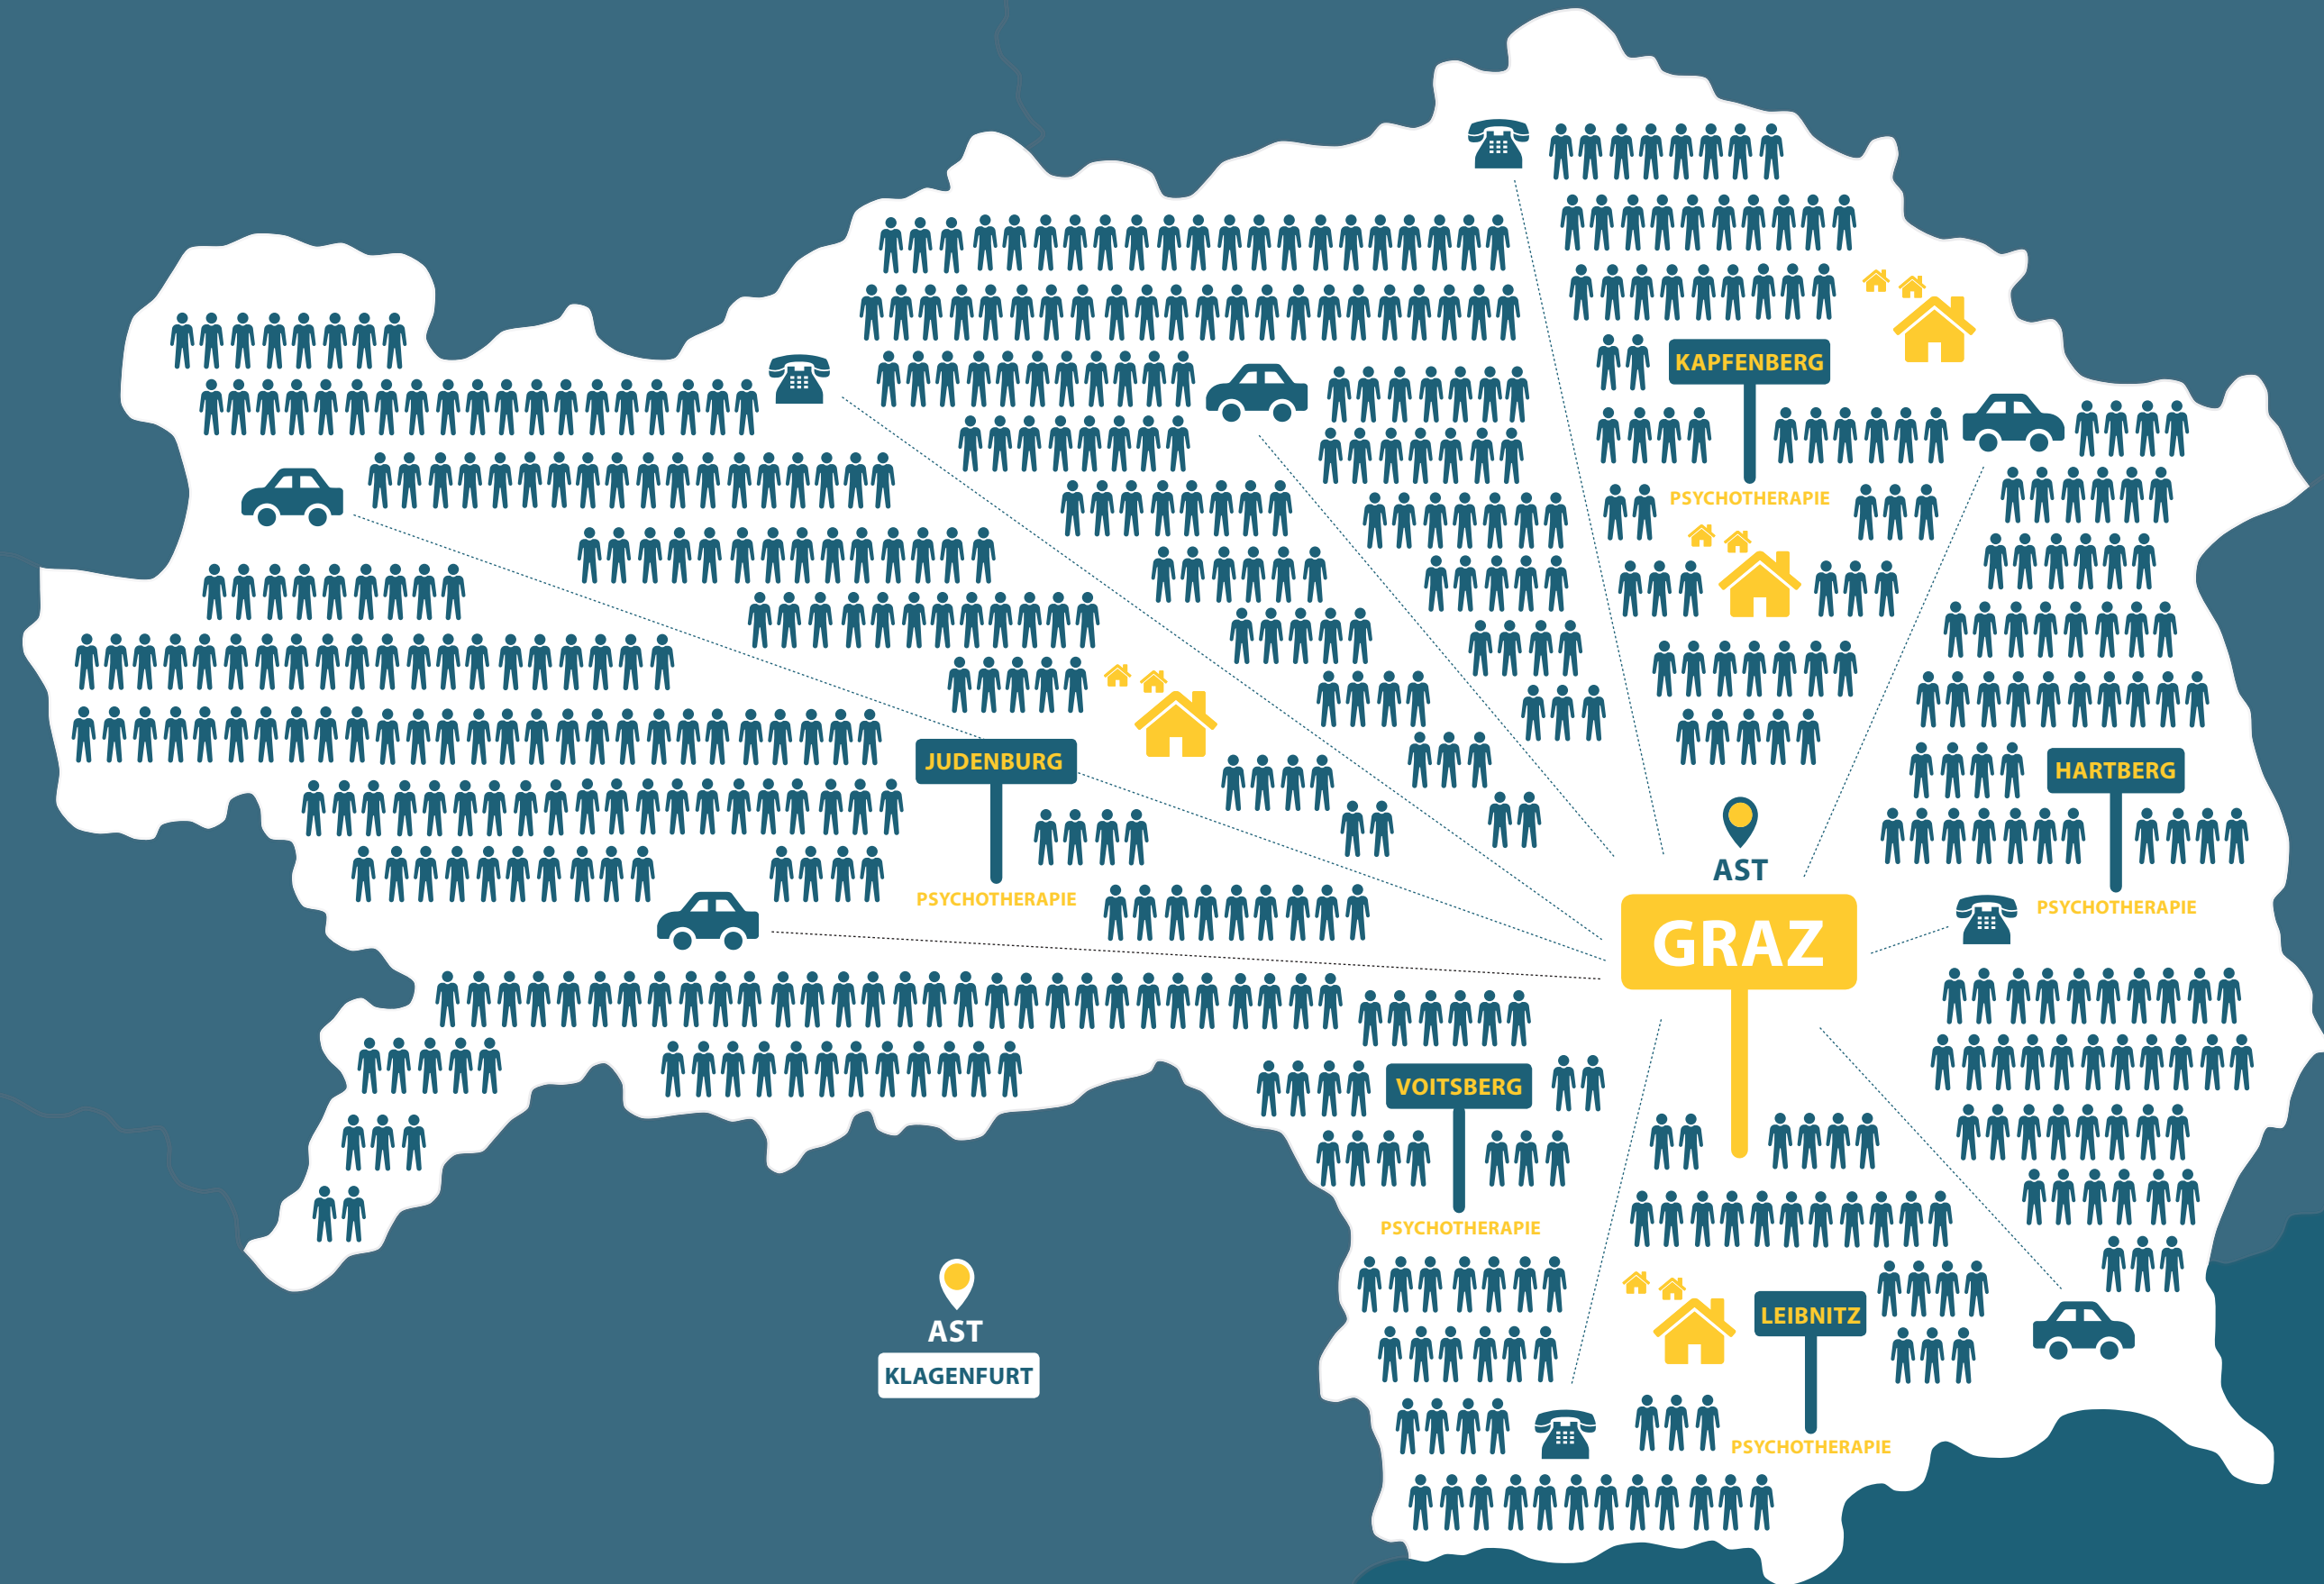 KAPFENBERG
PSYCHOTHERAPIE
JUDENBURG
PSYCHOTHERAPIE
HARTBERG
PSYCHOTHERAPIE
AST
GRAZ
VOITSBERG
PSYCHOTHERAPIE
LEIBNITZ
PSYCHOTHERAPIE
AST
KLAGENFURT